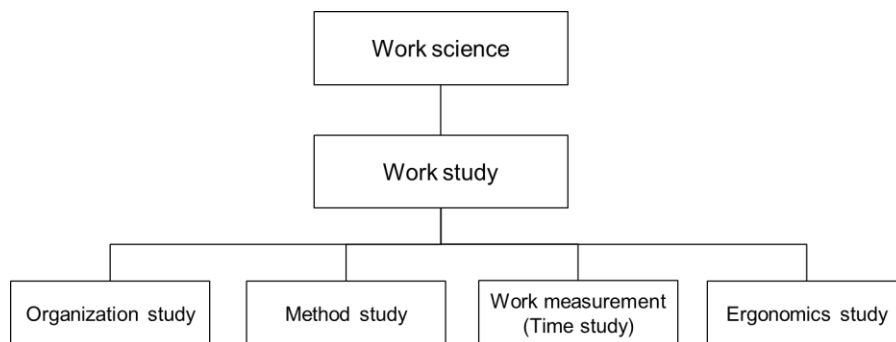 Work science
Work study
Organization study
Method study
Work measurement
(Time study)
Ergonomics study